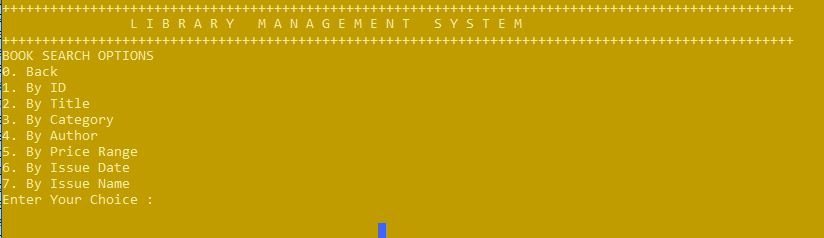 ++++++++++++++++++++++++++++++++++++++++++++++++++++++++++++++++++++++++++++++++++++++++++++++++++++
L I B R A R Y   M A N A G E M E N T   S Y S T E M
++++++++++++++++++++++++++++++++++++++++++++++++++++++++++++++++++++++++++++++++++++++++++++++++++++
BOOK SEARCH OPTIONS
0. Back
1. By ID
2. By Title
3. By Category
4. By Author
5. By Price Range
6. By Issue Date
7. By Issue Name
Enter Your Choice :